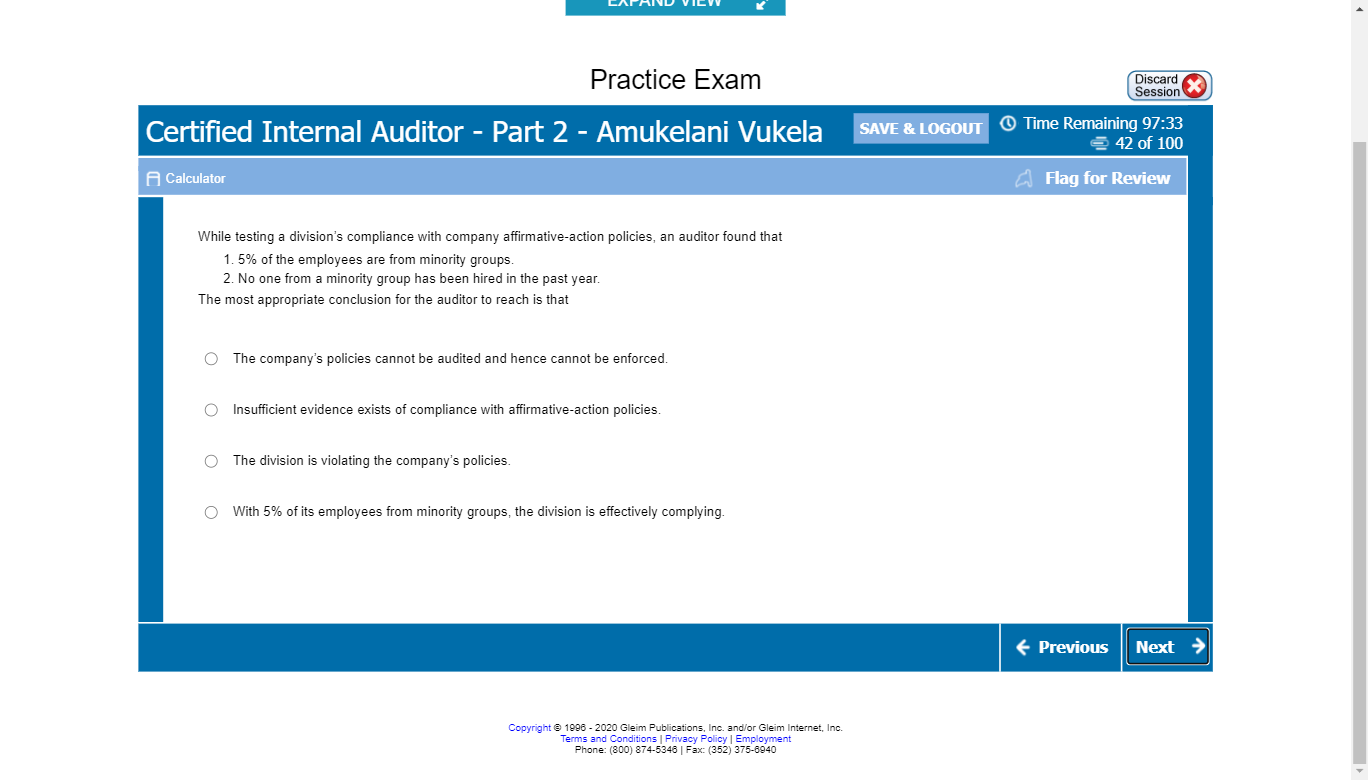 EXPAND VIEW
Practice Exam
Discard
Session
Certified Internal Auditor - Part 2 - Amukelani Vukela
SAVE & LOGOUT
Time Remaining 97:33
42 of 100
Calculator
Flag for Review
While testing a division's compliance with company affirmative-action policies, an auditor found that
1. 5% of the employees are from minority groups.
2. No one from a minority group has been hired in the past year.
The most appropriate conclusion for the auditor to reach is that
The company's policies cannot be audited and hence cannot be enforced.
Insufficient evidence exists of compliance with affirmative-action policies.
The division is violating the company's policies.
With 5% of its employees from minority groups, the division is effectively complying.
Previous
Next
Copyright © 1996 - 2020 Gleim Publications, Inc. and/or Gleim Internet, Inc.
Terms and Conditions | Privacy Policy | Employment
Phone: (800) 874-5346 | Fax: (352) 375-6940